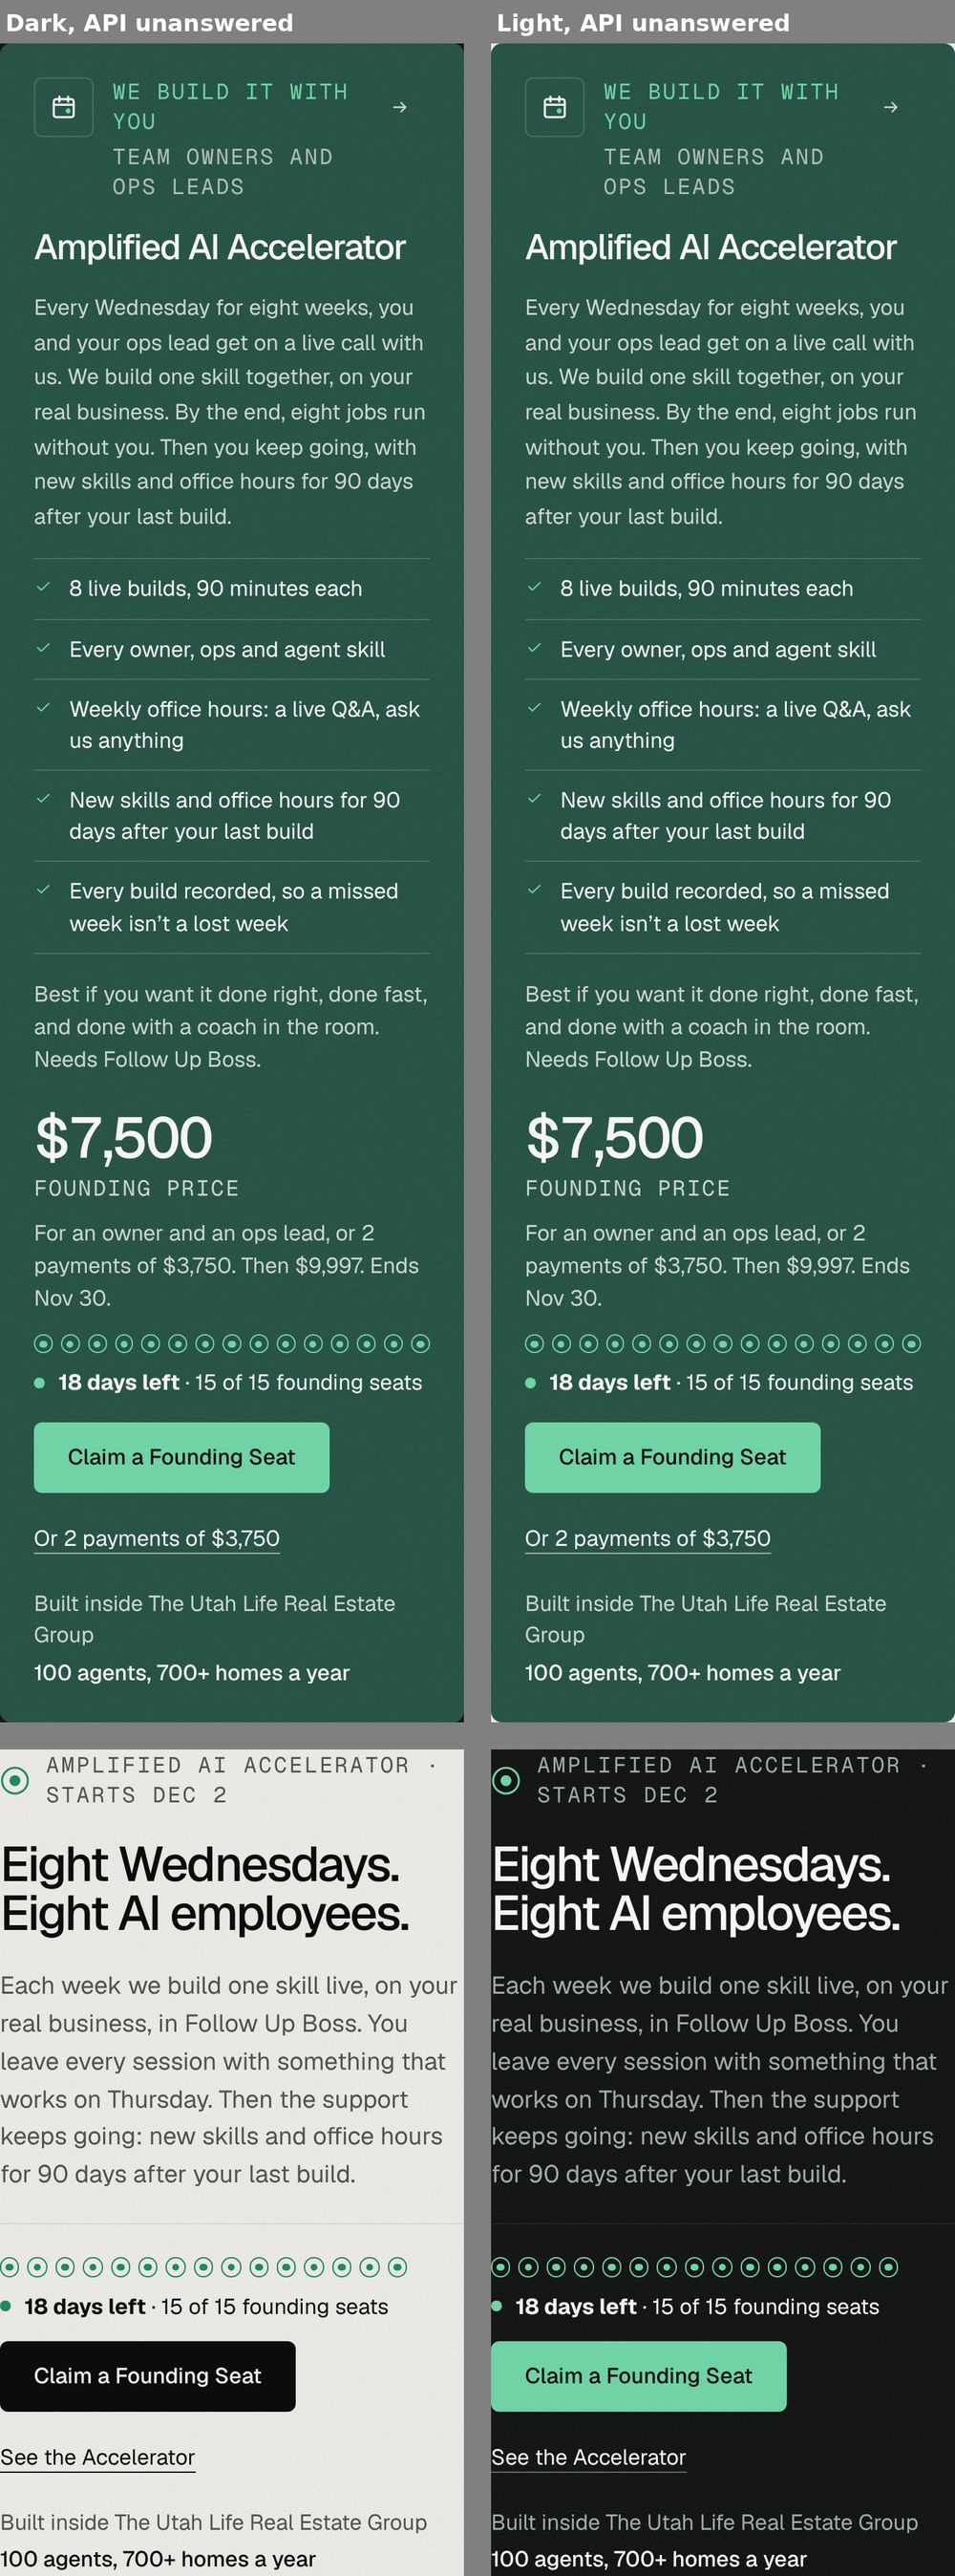 Dark, API unanswered
WE BUILD IT WITH
YOU
TEAM OWNERS AND
OPS LEADS
Amplified AI Accelerator
Every Wednesday for eight weeks, you
and your ops lead get on a live call with
us. We build one skill together, on your
real business. By the end, eight jobs run
without you. Then you keep going, with
new skills and office hours for 90 days
after your last build.
8 live builds, 90 minutes each
Every owner, ops and agent skill
Weekly office hours: a live Q&A, ask
us anything
New skills and office hours for 90
days after your last build
Every build recorded, so a missed
week isn’t a lost week
Best if you want it done right, done fast,
and done with a coach in the room.
Needs Follow Up Boss.
$7,500
FOUNDING PRICE
For an owner and an ops lead, or 2
payments of $3,750. Then $9,997. Ends
Nov 30.
18 days left · 15 of 15 founding seats
Claim a Founding Seat
Or 2 payments of $3,750
Built inside The Utah Life Real Estate
Group
100 agents, 700+ homes a year
AMPLIFIED AI ACCELERATOR ·
STARTS DEC 2
Eight Wednesdays.
Eight AI employees.
Each week we build one skill live, on your
real business, in Follow Up Boss. You
leave every session with something that
works on Thursday. Then the support
keeps going: new skills and office hours
for 90 days after your last build.
18 days left · 15 of 15 founding seats
Claim a Founding Seat
See the Accelerator
Built inside The Utah Life Real Estate Group
100 agents, 700+ homes a year
Light, API unanswered
WE BUILD IT WITH
YOU
TEAM OWNERS AND
OPS LEADS
Amplified AI Accelerator
Every Wednesday for eight weeks, you
and your ops lead get on a live call with
us. We build one skill together, on your
real business. By the end, eight jobs run
without you. Then you keep going, with
new skills and office hours for 90 days
after your last build.
8 live builds, 90 minutes each
Every owner, ops and agent skill
Weekly office hours: a live Q&A, ask
us anything
New skills and office hours for 90
days after your last build
Every build recorded, so a missed
week isn’t a lost week
Best if you want it done right, done fast,
and done with a coach in the room.
Needs Follow Up Boss.
$7,500
FOUNDING PRICE
For an owner and an ops lead, or 2
payments of $3,750. Then $9,997. Ends
Nov 30.
18 days left · 15 of 15 founding seats
Claim a Founding Seat
Or 2 payments of $3,750
Built inside The Utah Life Real Estate
Group
100 agents, 700+ homes a year
AMPLIFIED AI ACCELERATOR ·
STARTS DEC 2
Eight Wednesdays.
Eight AI employees.
Each week we build one skill live, on your
real business, in Follow Up Boss. You
leave every session with something that
works on Thursday. Then the support
keeps going: new skills and office hours
for 90 days after your last build.
18 days left · 15 of 15 founding seats
Claim a Founding Seat
See the Accelerator
Built inside The Utah Life Real Estate Group
100 agents, 700+ homes a year